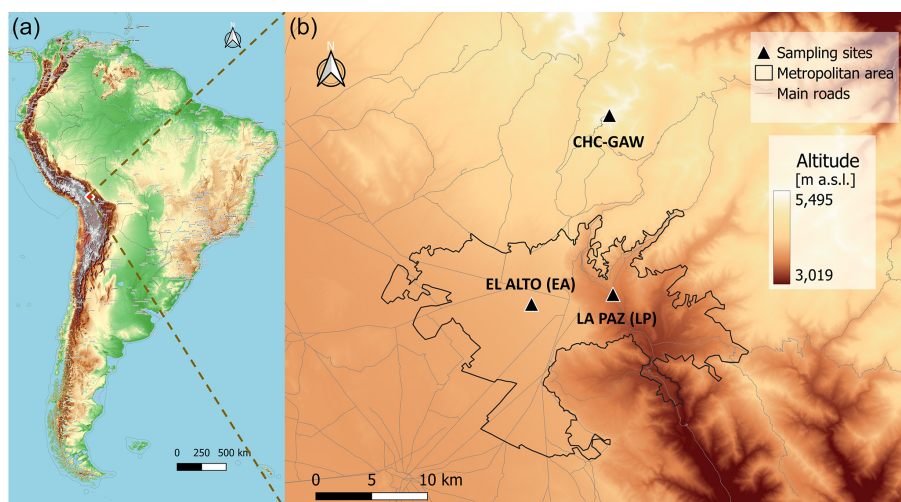 (a)
N
0 250 500 km
(b)
N
Sampling sites
Metropolitan area
Main roads
CHC-GAW
Altitude
[m a.s.l.]
5,495
3,019
EL ALTO (EA)
LA PAZ (LP)
0 5 10 km